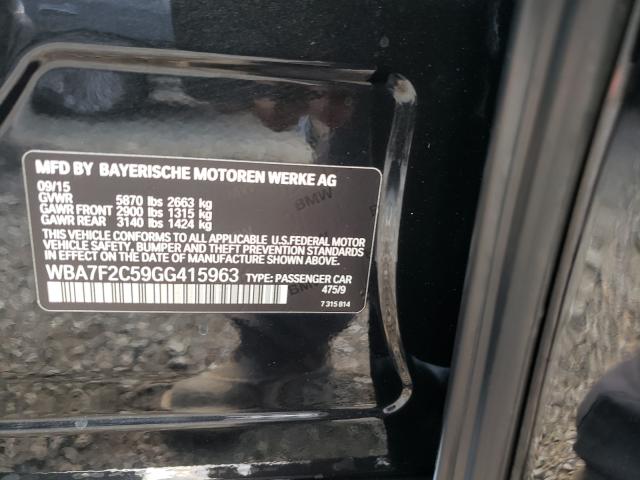 MFD BY BAYERISCHE MOTOREN WERKE AG
09/15
GVWR 5870 lbs 2663 kg
GAWR FRONT 2900 lbs 1315 kg
GAWR REAR 3140 lbs 1424 kg
THIS VEHICLE CONFORMS TO ALL APPLICABLE U.S.FEDERAL MOTOR
VEHICLE SAFETY, BUMPER AND THEFT PREVENTION STANDARDS
IN EFFECT ON THE DATE OF MANUFACTURE SHOWN ABOVE.
WBA7F2C59GG415963 TYPE: PASSENGER CAR
475/9
7 315 814
BMW